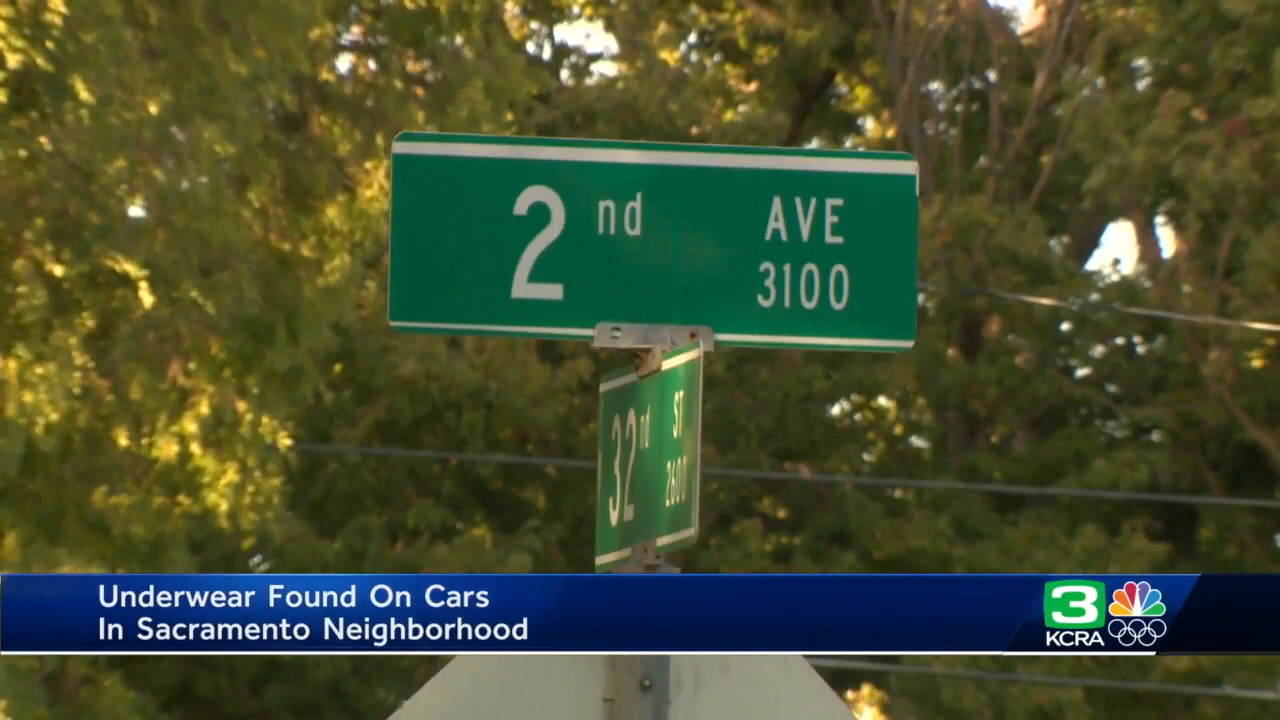 2nd AVE
3100
32nd ST
2600
Underwear Found On Cars
In Sacramento Neighborhood
3
KCRA